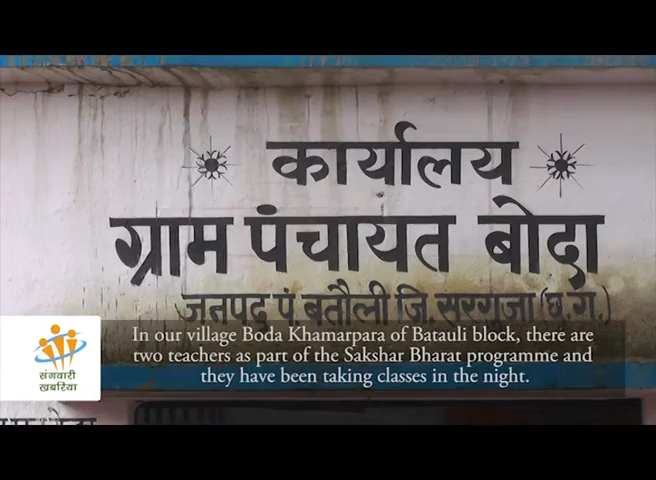 कार्यालय
ग्राम पंचायत बोदा
जनपद पं. बतौली जि. सरगुजा (छ.ग.)
In our village Boda Khamarpara of Batauli block, there are
two teachers as part of the Sakshar Bharat programme and
they have been taking classes in the night.
संगवारी
खबरिया